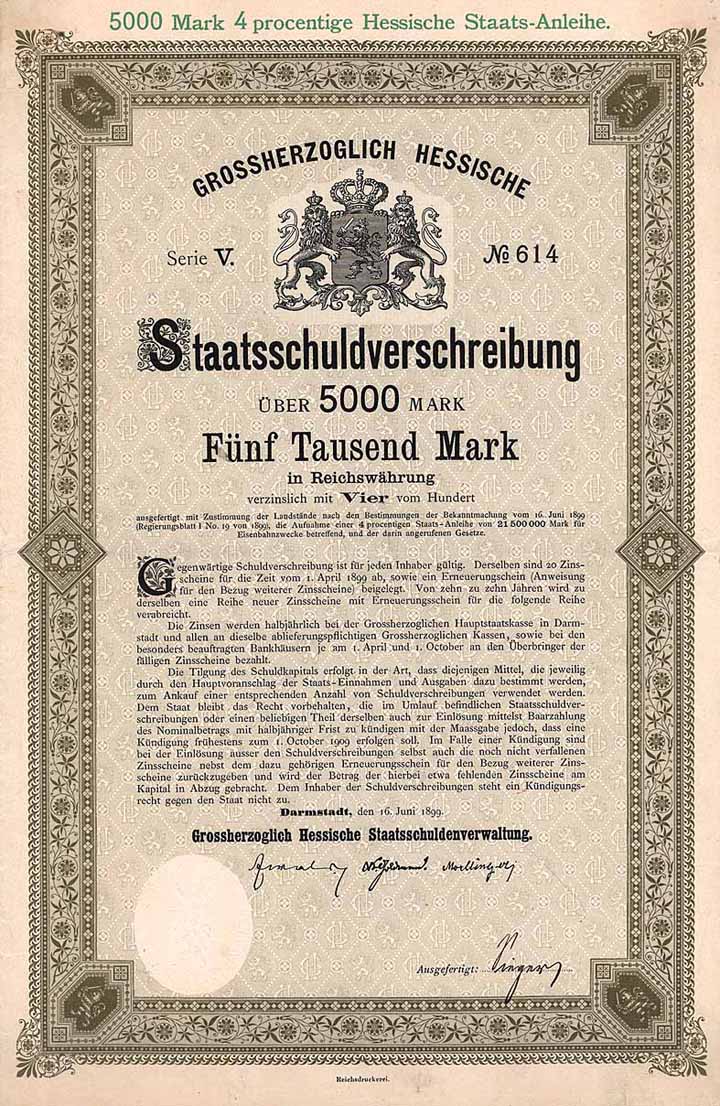 5000 Mark 4 procentige Hessische Staats-Anleihe.
GROSSHERZOGLICH HESSISCHE
Serie V. № 614
Staatsschuldverschreibung
ÜBER 5000 MARK
Fünf Tausend Mark
in Reichswährung
verzinslich mit Vier vom Hundert
ausgefertigt mit Zustimmung der Landstände nach den Bestimmungen der Bekanntmachung vom 16. Juni 1899
(Regierungsblatt I No. 19 von 1899), die Aufnahme einer 4 procentigen Staats-Anleihe von 21 500 000 Mark für
Eisenbahnzwecke betreffend, und der darin angerufenen Gesetze.
Gegenwärtige Schuldverschreibung ist für jeden Inhaber gültig. Derselben sind 20 Zins-
scheine für die Zeit vom 1. April 1899 ab, sowie ein Erneuerungschein (Anweisung
für den Bezug weiterer Zinsscheine) beigelegt. Von zehn zu zehn Jahren wird zu
derselben eine Reihe neuer Zinsscheine mit Erneuerungsschein für die folgende Reihe
verabreicht.
Die Zinsen werden halbjährlich bei der Grossherzoglichen Hauptstaatskasse in Darm-
stadt und allen an dieselbe ablieferungspflichtigen Grossherzoglichen Kassen, sowie bei den
besonders beauftragten Bankhäusern je am 1. April und 1. October an den Überbringer der
fälligen Zinsscheine bezahlt.
Die Tilgung des Schuldkapitals erfolgt in der Art, dass diejenigen Mittel, die jeweilig
durch den Hauptvoranschlag der Staats-Einnahmen und Ausgaben dazu bestimmt werden,
zum Ankauf einer entsprechenden Anzahl von Schuldverschreibungen verwendet werden.
Dem Staat bleibt das Recht vorbehalten, die im Umlauf befindlichen Staatsschuldver-
schreibungen oder einen beliebigen Theil derselben auch zur Einlösung mittelst Baarzahlung
des Nominalbetrags mit halbjähriger Frist zu kündigen mit der Maassgabe jedoch, dass eine
Kündigung frühestens zum 1. October 1909 erfolgen soll. Im Falle einer Kündigung sind
bei der Einlösung ausser den Schuldverschreibungen selbst auch die noch nicht verfallenen
Zinsscheine nebst dem dazu gehörigen Erneuerungsschein für den Bezug weiterer Zins-
scheine zurückzugeben und wird der Betrag der hierbei etwa fehlenden Zinsscheine am
Kapital in Abzug gebracht. Dem Inhaber der Schuldverschreibungen steht ein Kündigungs-
recht gegen den Staat nicht zu.
Darmstadt, den 16. Juni 1899.
Grossherzoglich Hessische Staatsschuldenverwaltung.
Ausgefertigt:
Reichsdruckerei.